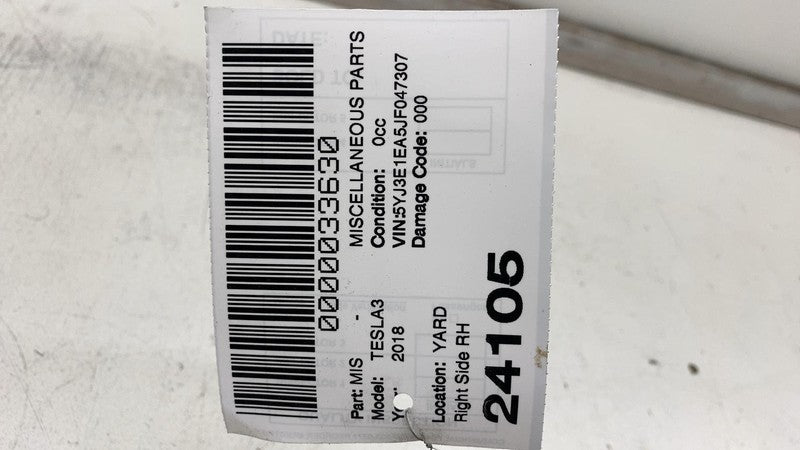 0000033630
Part: MIS - MISCELLANEOUS PARTS
Model: TESLA3 Condition: 0cc
2018 VIN:5YJ3E1EA5JF047307
Damage Code: 000
Location: YARD
Right Side RH
24105